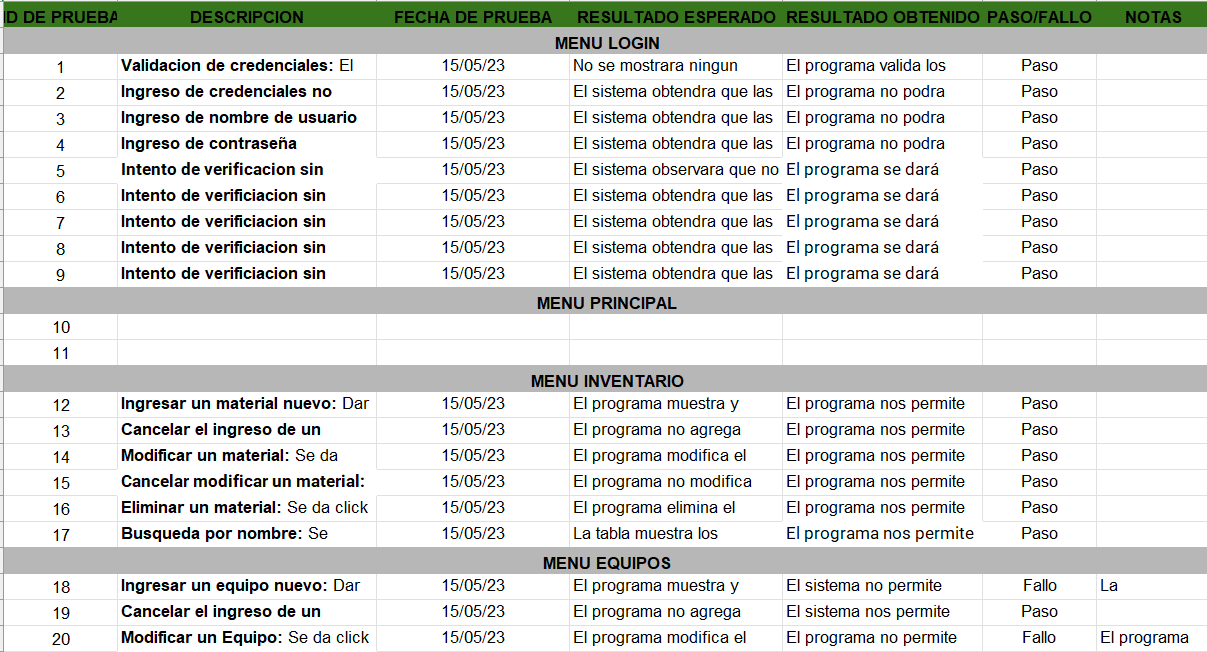 ID DE PRUEBA DESCRIPCION FECHA DE PRUEBA RESULTADO ESPERADO RESULTADO OBTENIDO PASO/FALLO NOTAS
MENU LOGIN
1 Validacion de credenciales: El 15/05/23 No se mostrara ningun El programa valida los Paso
2 Ingreso de credenciales no 15/05/23 El sistema obtendra que las El programa no podra Paso
3 Ingreso de nombre de usuario 15/05/23 El sistema obtendra que las El programa no podra Paso
4 Ingreso de contraseña 15/05/23 El sistema obtendra que las El programa no podra Paso
5 Intento de verificacion sin 15/05/23 El sistema observara que no El programa se dará Paso
6 Intento de verificiacion sin 15/05/23 El sistema obtendra que las El programa se dará Paso
7 Intento de verificiacion sin 15/05/23 El sistema obtendra que las El programa se dará Paso
8 Intento de verificiacion sin 15/05/23 El sistema obtendra que las El programa se dará Paso
9 Intento de verificiacion sin 15/05/23 El sistema obtendra que las El programa se dará Paso
MENU PRINCIPAL
10
11
MENU INVENTARIO
12 Ingresar un material nuevo: Dar 15/05/23 El programa muestra y El programa nos permite Paso
13 Cancelar el ingreso de un 15/05/23 El programa no agrega El programa nos permite Paso
14 Modificar un material: Se da 15/05/23 El programa modifica el El programa nos permite Paso
15 Cancelar modificar un material: 15/05/23 El programa no modifica El programa nos permite Paso
16 Eliminar un material: Se da click 15/05/23 El programa elimina el El programa nos permite Paso
17 Busqueda por nombre: Se 15/05/23 La tabla muestra los El programa nos permite Paso
MENU EQUIPOS
18 Ingresar un equipo nuevo: Dar 15/05/23 El programa muestra y El sistema no permite Fallo La
19 Cancelar el ingreso de un 15/05/23 El programa no agrega El sistema nos permite Paso
20 Modificar un Equipo: Se da click 15/05/23 El programa modifica el El programa no permite Fallo El programa